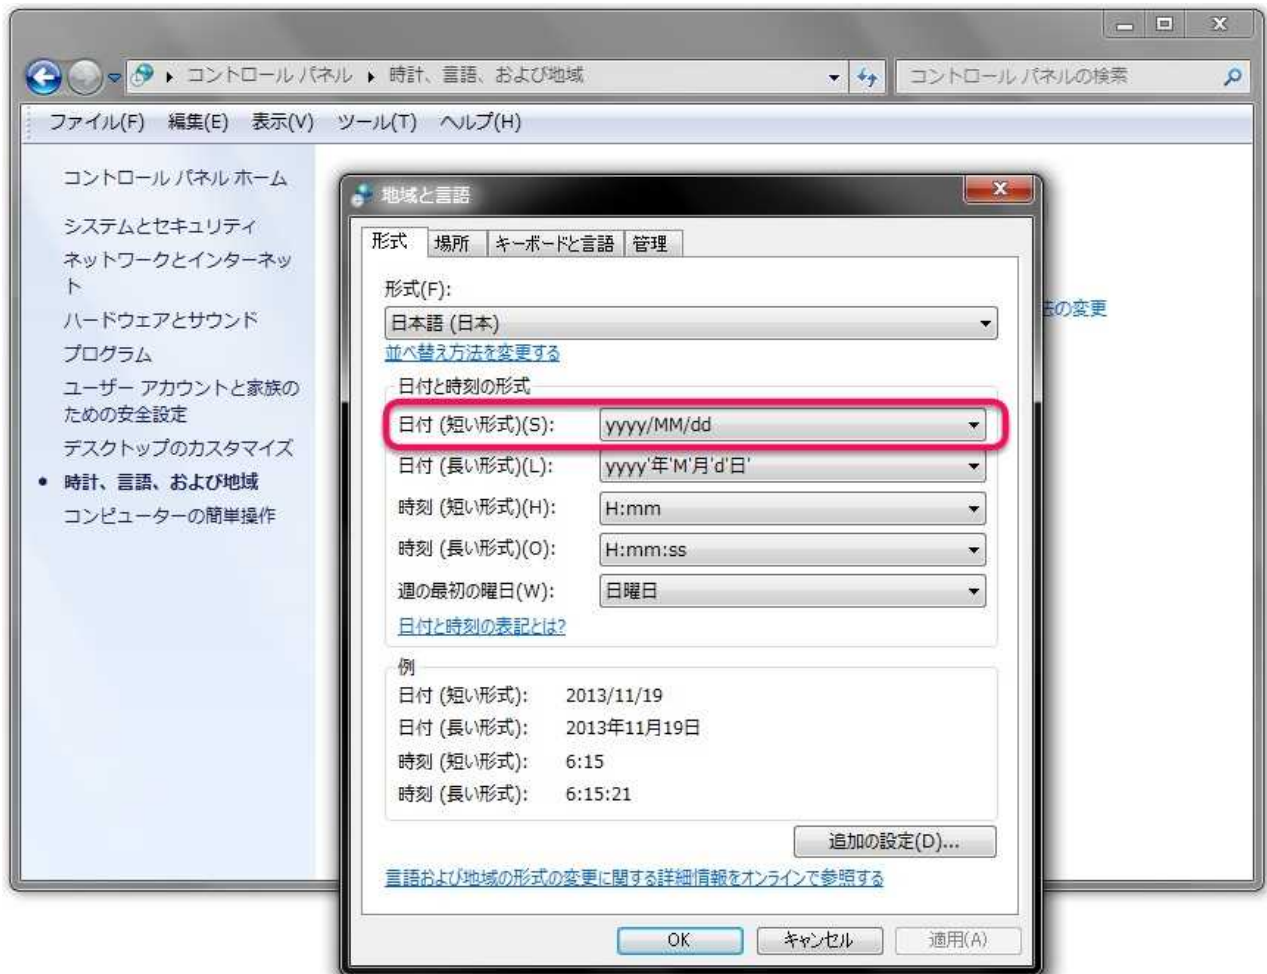 コントロール パネル ▸ 時計、言語、および地域
コントロール パネルの検索
ファイル(F) 編集(E) 表示(V) ツール(T) ヘルプ(H)
コントロール パネル ホーム
システムとセキュリティ
ネットワークとインターネッ
ト
ハードウェアとサウンド
プログラム
ユーザー アカウントと家族の
ための安全設定
デスクトップのカスタマイズ
時計、言語、および地域
コンピューターの簡単操作
の変更
地域と言語
形式 場所 キーボードと言語 管理
形式(F):
日本語 (日本)
並べ替え方法を変更する
日付と時刻の形式
日付 (短い形式)(S): yyyy/MM/dd
日付 (長い形式)(L): yyyy'年'M'月'd'日'
時刻 (短い形式)(H): H:mm
時刻 (長い形式)(O): H:mm:ss
週の最初の曜日(W): 日曜日
日付と時刻の表記とは?
例
日付 (短い形式): 2013/11/19
日付 (長い形式): 2013年11月19日
時刻 (短い形式): 6:15
時刻 (長い形式): 6:15:21
追加の設定(D)...
言語および地域の形式の変更に関する詳細情報をオンラインで参照する
OK キャンセル 適用(A)